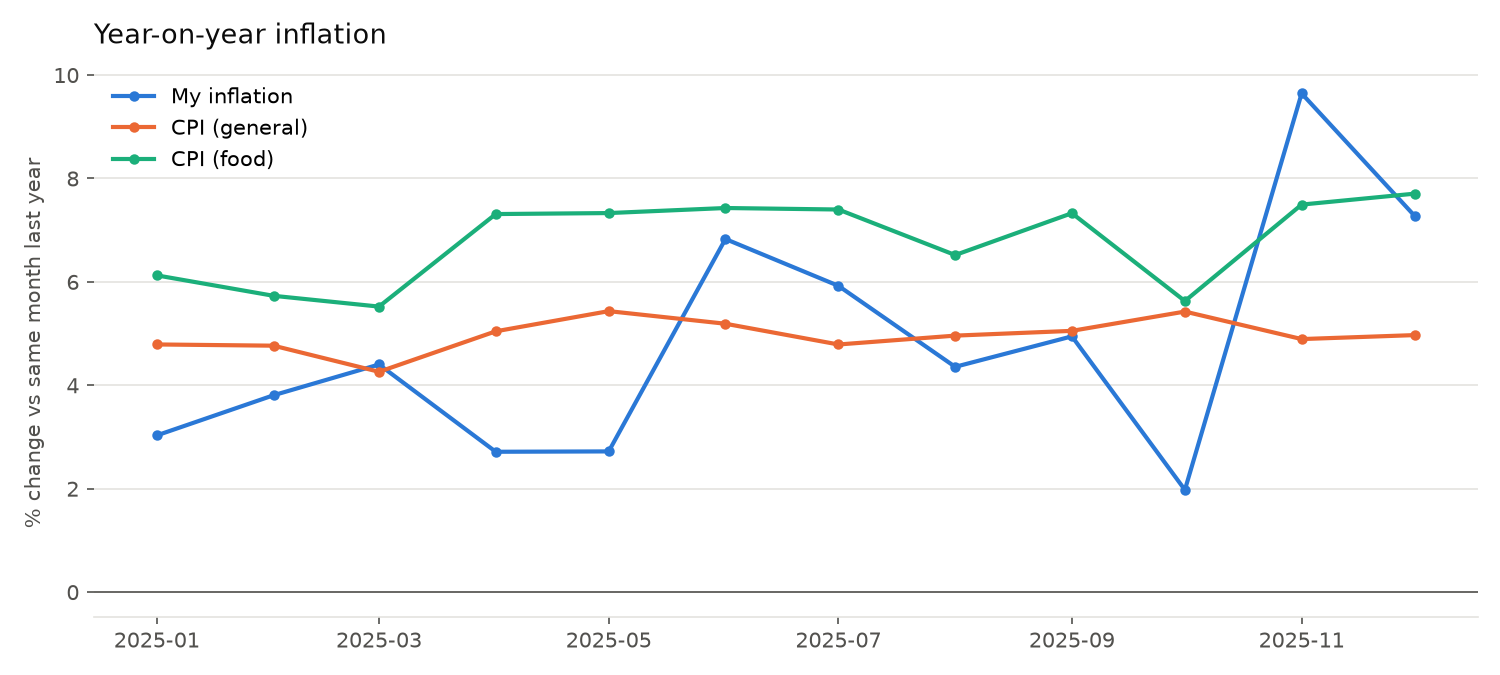 Year-on-year inflation
My inflation
CPI (general)
CPI (food)
% change vs same month last year
10
8
6
4
2
0
2025-01
2025-03
2025-05
2025-07
2025-09
2025-11